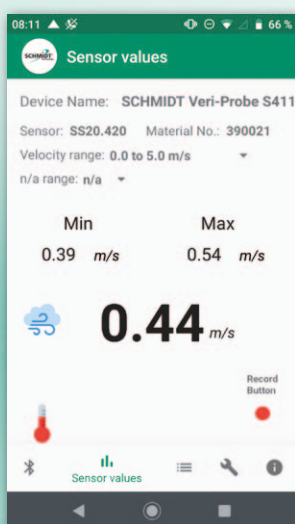 08:11 66 %
SCHMIDT Sensor values
Device Name: SCHMIDT Veri-Probe S411
Sensor: SS20.420 Material No.: 390021
Velocity range: 0.0 to 5.0 m/s
n/a range: n/a
Min Max
0.39 m/s 0.54 m/s
0.44 m/s
Record
Button
Sensor values